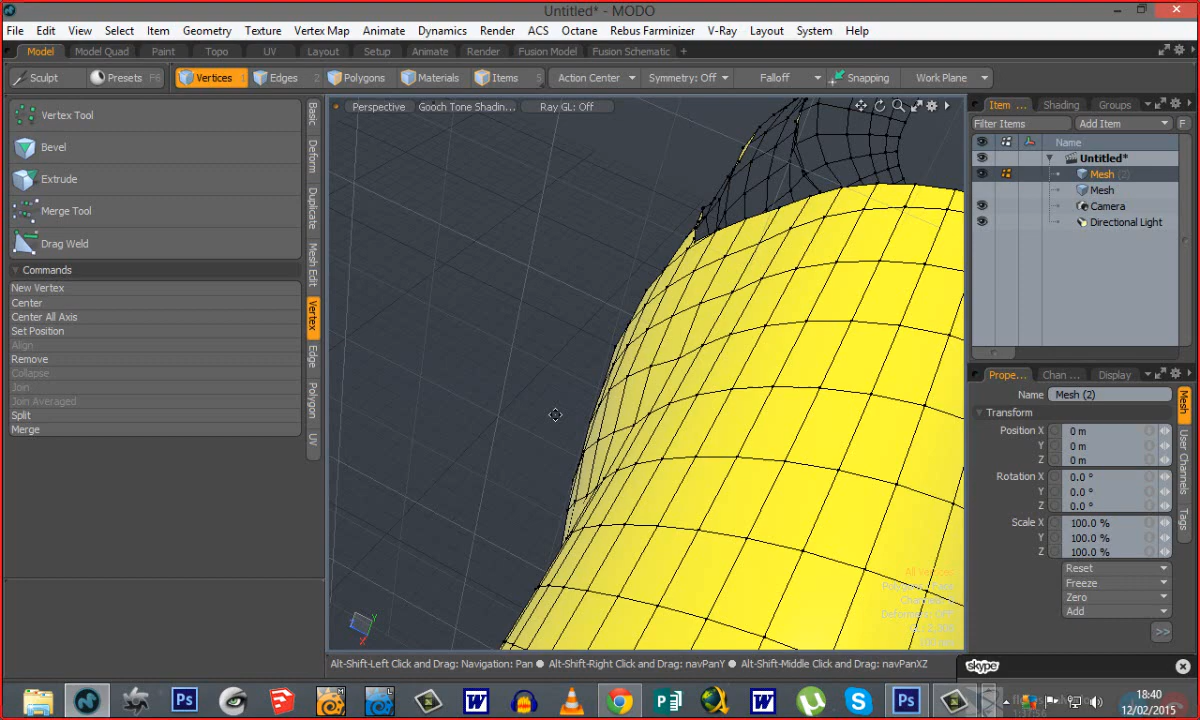 Untitled* - MODO
File Edit View Select Item Geometry Texture Vertex Map Animate Dynamics Render ACS Octane Rebus Farminizer V-Ray Layout System Help
Model Model Quad Paint Topo UV Layout Setup Animate Render Fusion Model Fusion Schematic +
Sculpt Presets F6 Vertices 1 Edges 2 Polygons Materials Items 5 Action Center Symmetry: Off Falloff Snapping Work Plane
Vertex Tool
Bevel
Extrude
Merge Tool
Drag Weld
Commands
New Vertex
Center
Center All Axis
Set Position
Align
Remove
Collapse
Join
Join Averaged
Split
Merge
Basic
Deform
Duplicate
Mesh Edit
Vertex
Edge
Polygon
UV
Perspective Gooch Tone Shadin... Ray GL: Off
Alt-Shift-Left Click and Drag: Navigation: Pan ● Alt-Shift-Right Click and Drag: navPanY ● Alt-Shift-Middle Click and Drag: navPanXZ
Item ... Shading Groups
Filter Items Add Item F
Name
Untitled*
Mesh (2)
Mesh
Camera
Directional Light
Prope... Chan ... Display
Name Mesh (2)
Transform
Position X 0 m
Y 0 m
Z 0 m
Rotation X 0.0 °
Y 0.0 °
Z 0.0 °
Scale X 100.0 %
Y 100.0 %
Z 100.0 %
Reset
Freeze
Zero
Add
>>
Mesh
User Channels
Tags
skype
18:40
12/02/2015